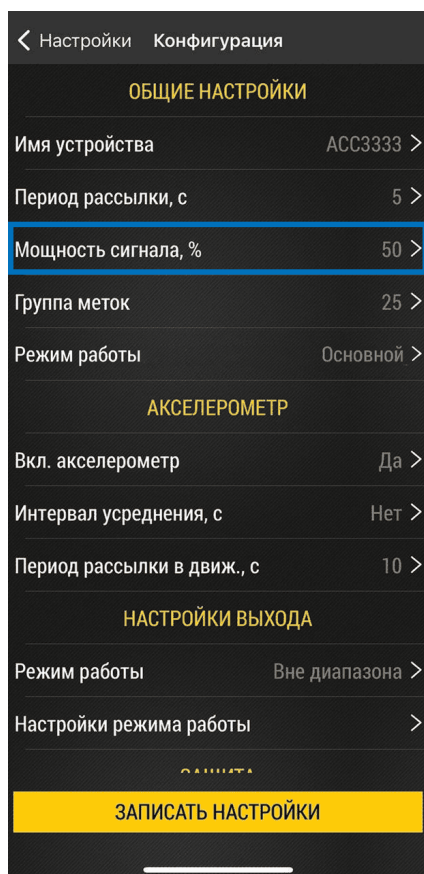 Настройки Конфигурация
ОБЩИЕ НАСТРОЙКИ
Имя устройства ACC3333
Период рассылки, с 5
Мощность сигнала, % 50
Группа меток 25
Режим работы Основной
АКСЕЛЕРОМЕТР
Вкл. акселерометр Да
Интервал усреднения, с Нет
Период рассылки в движ., с 10
НАСТРОЙКИ ВЫХОДА
Режим работы Вне диапазона
Настройки режима работы
ЗАЩИТА
ЗАПИСАТЬ НАСТРОЙКИ